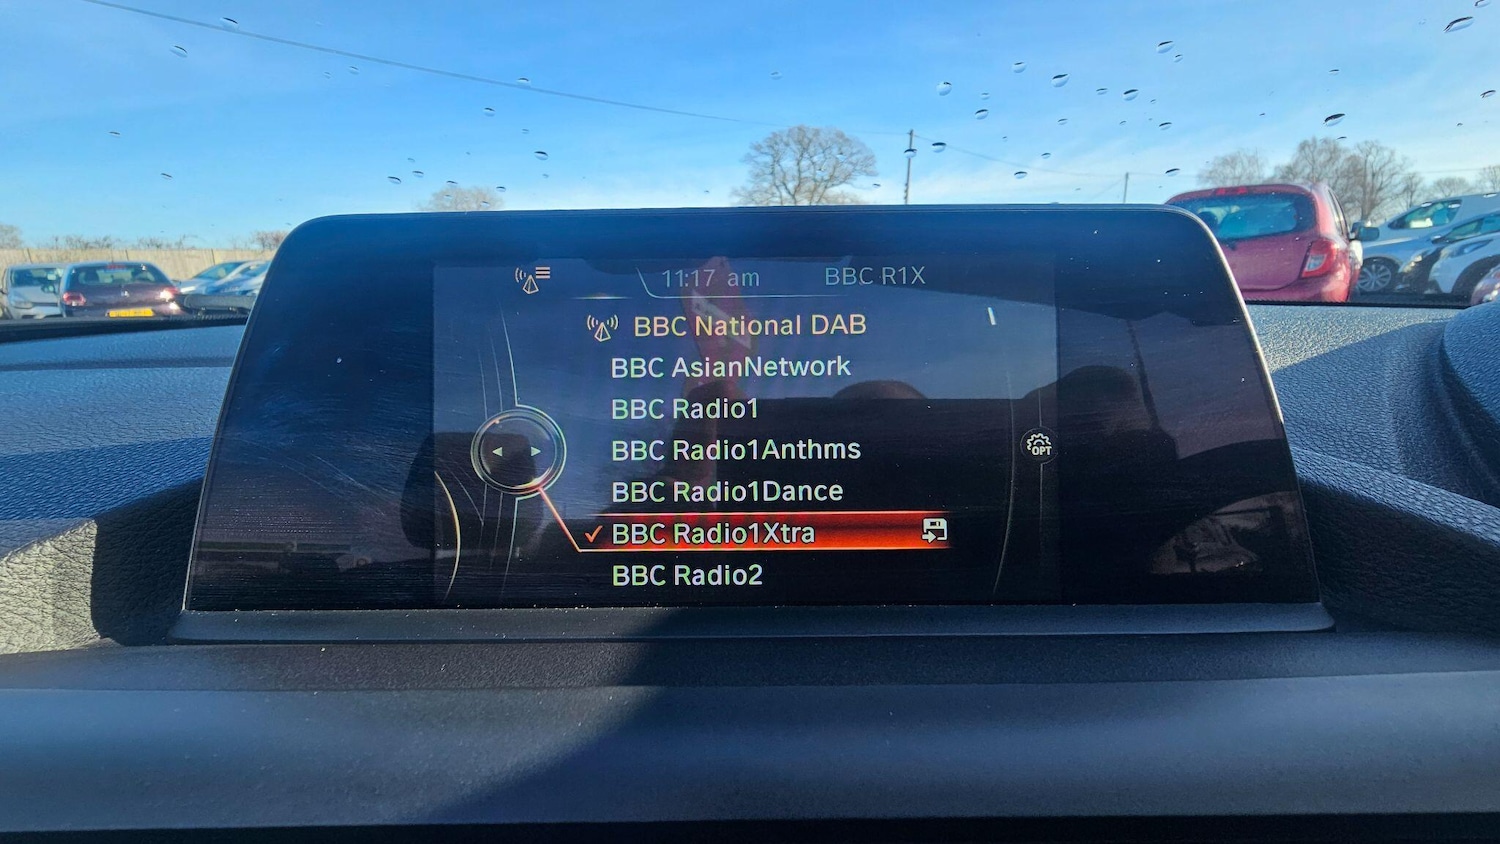 11:17 am BBC R1X
BBC National DAB
BBC AsianNetwork
BBC Radio1
BBC Radio1Anthms
OPT
BBC Radio1Dance
BBC Radio1Xtra
BBC Radio2